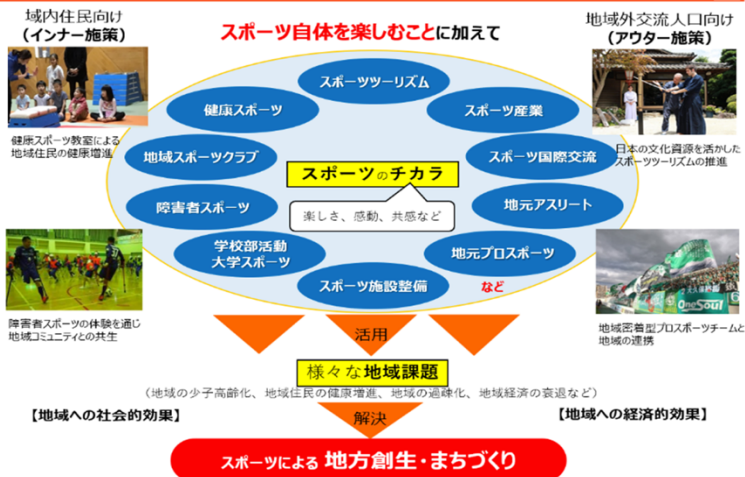 域内住民向け
（インナー施策）
スポーツ自体を楽しむことに加えて
地域外交流人口向け
（アウター施策）
スポーツツーリズム
健康スポーツ
スポーツ産業
健康スポーツ教室による
地域住民の健康増進
地域スポーツクラブ
スポーツ国際交流
日本の文化資源を活かした
スポーツツーリズムの推進
スポーツのチカラ
障害者スポーツ
地元アスリート
楽しさ、感動、共感など
学校部活動
大学スポーツ
地元プロスポーツ
スポーツ施設整備
など
OneSoul
障害者スポーツの体験を通じ
地域コミュニティとの共生
地域密着型プロスポーツチームと
地域の連携
活用
様々な地域課題
（地域の少子高齢化、地域住民の健康増進、地域の過疎化、地域経済の衰退など）
【地域への社会的効果】
【地域への経済的効果】
解決
スポーツによる 地方創生・まちづくり